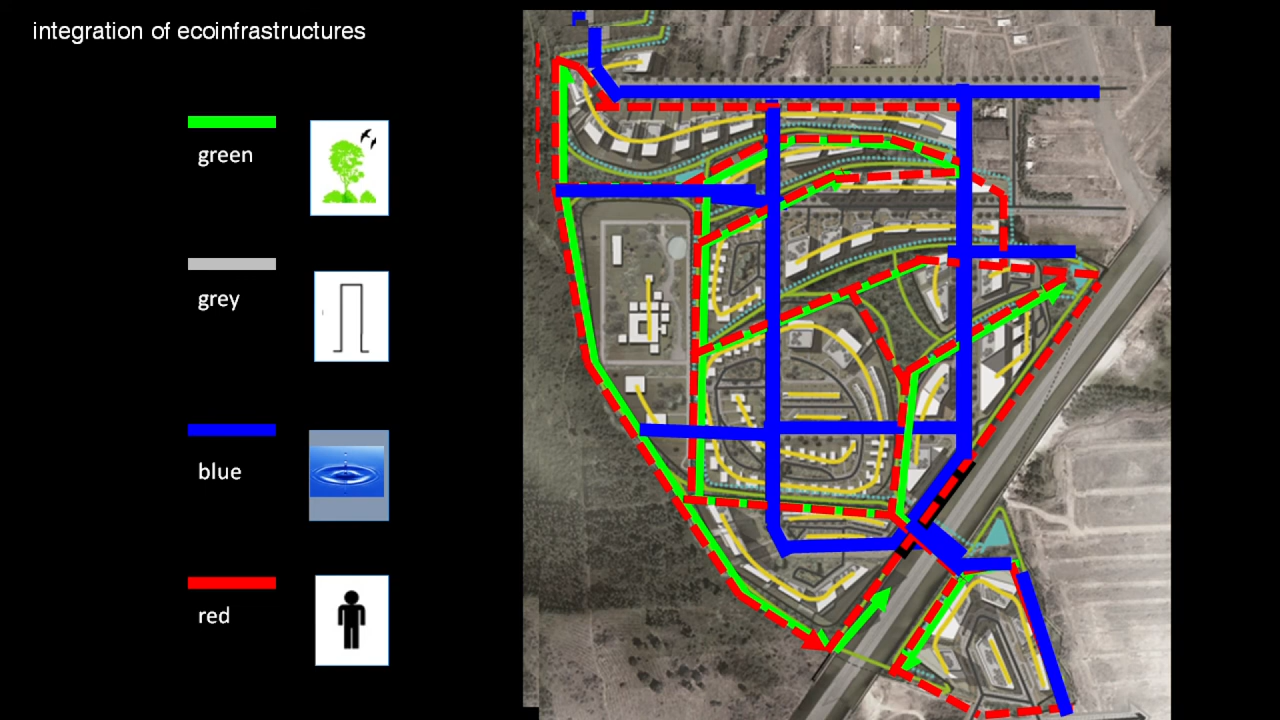 integration of ecoinfrastructures
green
grey
blue
red